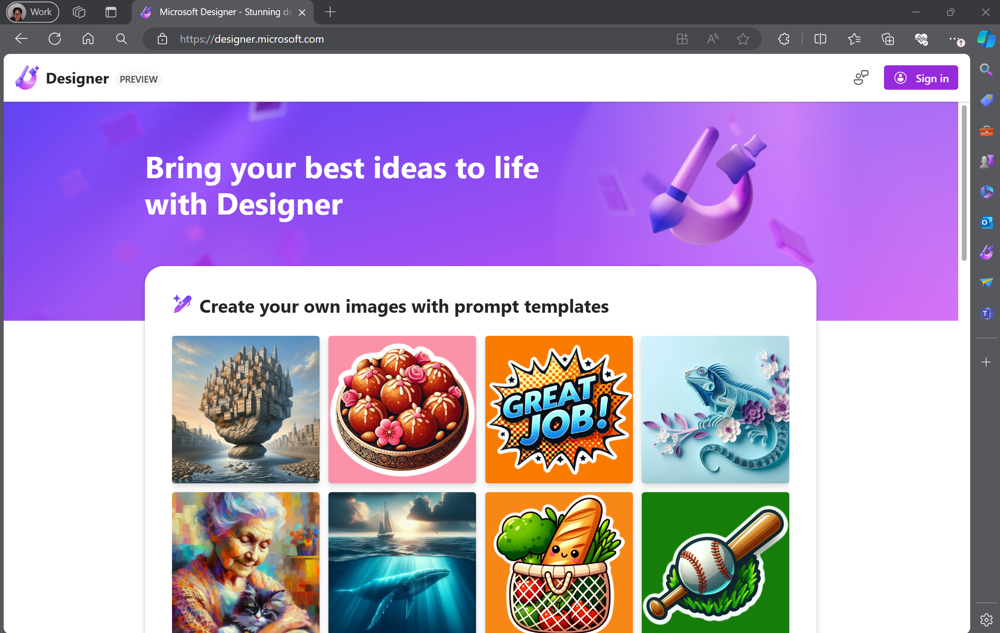 Work
Microsoft Designer - Stunning de
https://designer.microsoft.com
Designer PREVIEW
Sign in
Bring your best ideas to life
with Designer
Create your own images with prompt templates
GREAT
JOB!